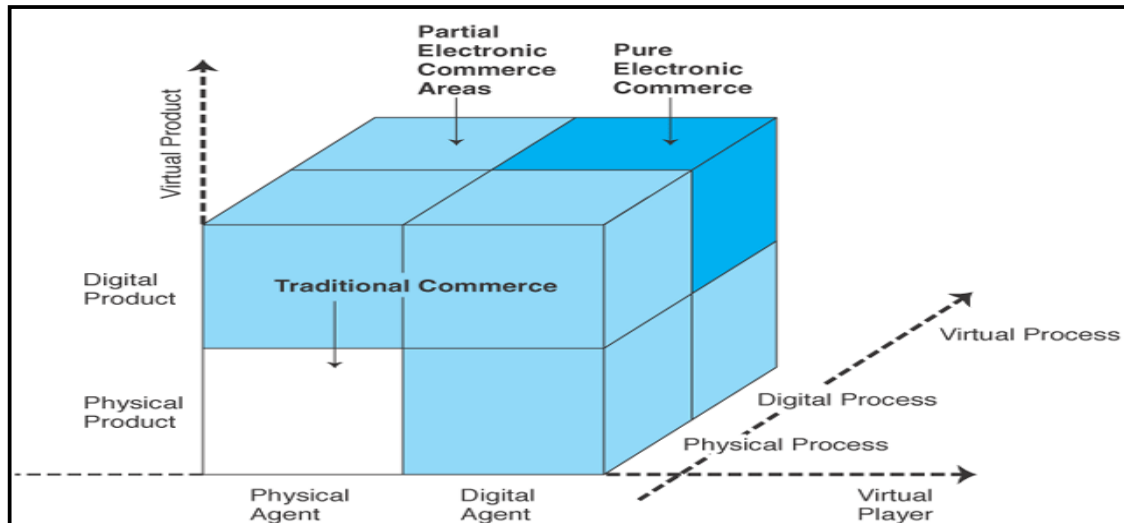 Partial
Electronic
Commerce
Areas
Pure
Electronic
Commerce
Virtual Product
Digital
Product
Traditional Commerce
Virtual Process
Physical
Product
Digital Process
Physical Process
Physical
Agent
Digital
Agent
Virtual
Player